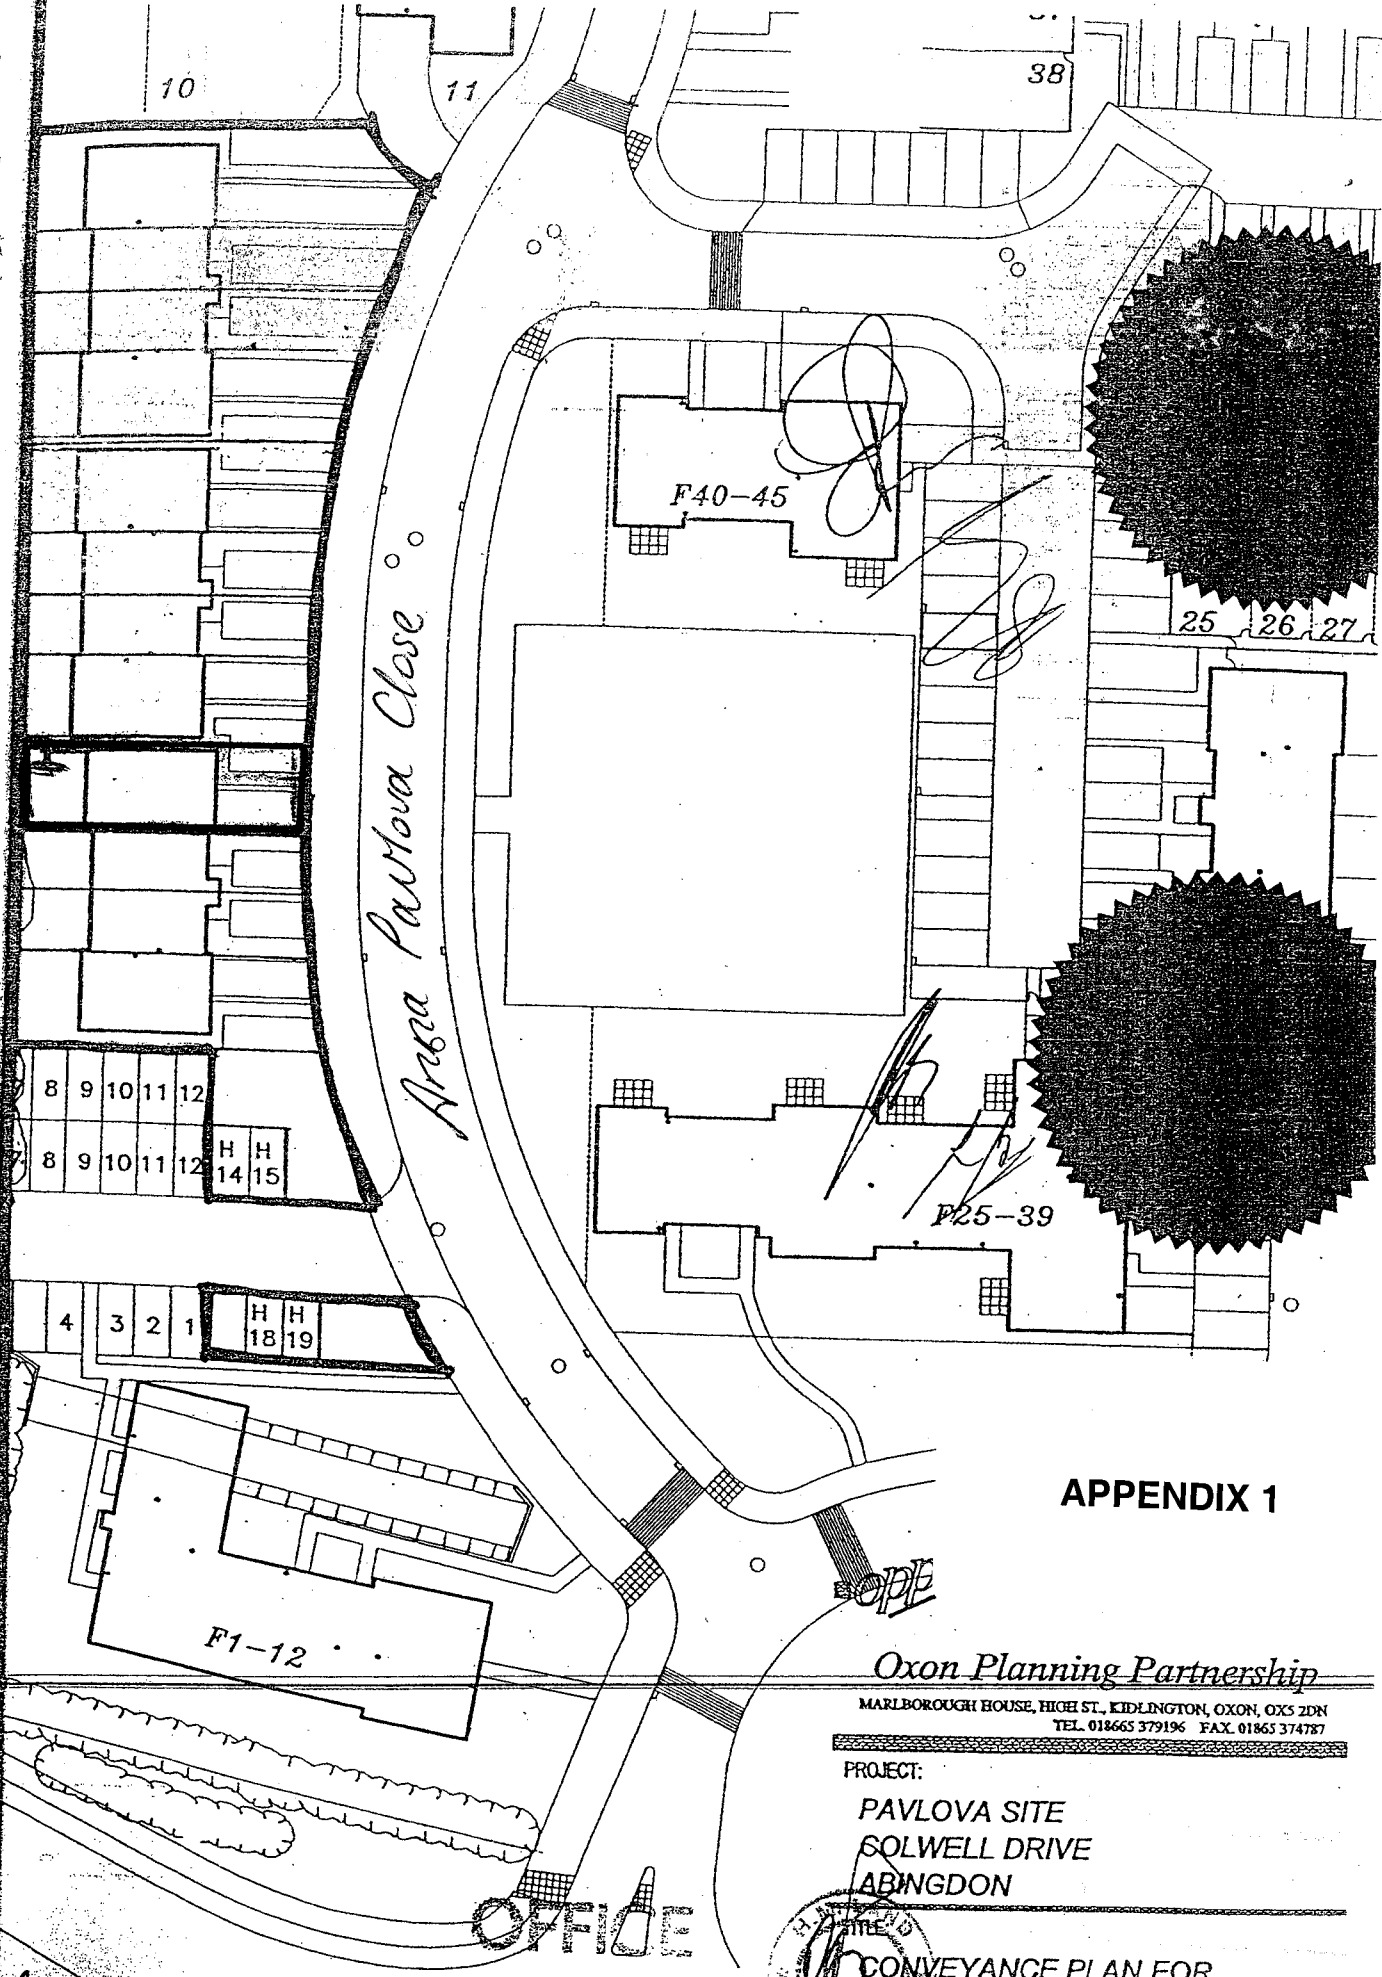 10
11
38
F40-45
25 26 27
Anna Pavlova Close
8 9 10 11 12
8 9 10 11 12
H 14
H 15
F25-39
4 3 2 1
H 18
H 19
APPENDIX 1
opp
F1-12
Oxon Planning Partnership
MARLBOROUGH HOUSE, HIGH ST., KIDLINGTON, OXON, OX5 2DN
TEL. 018665 379196 FAX. 01865 374787
PROJECT:
PAVLOVA SITE
COLWELL DRIVE
ABINGDON
OFFICE
TITLE:
CONVEYANCE PLAN FOR